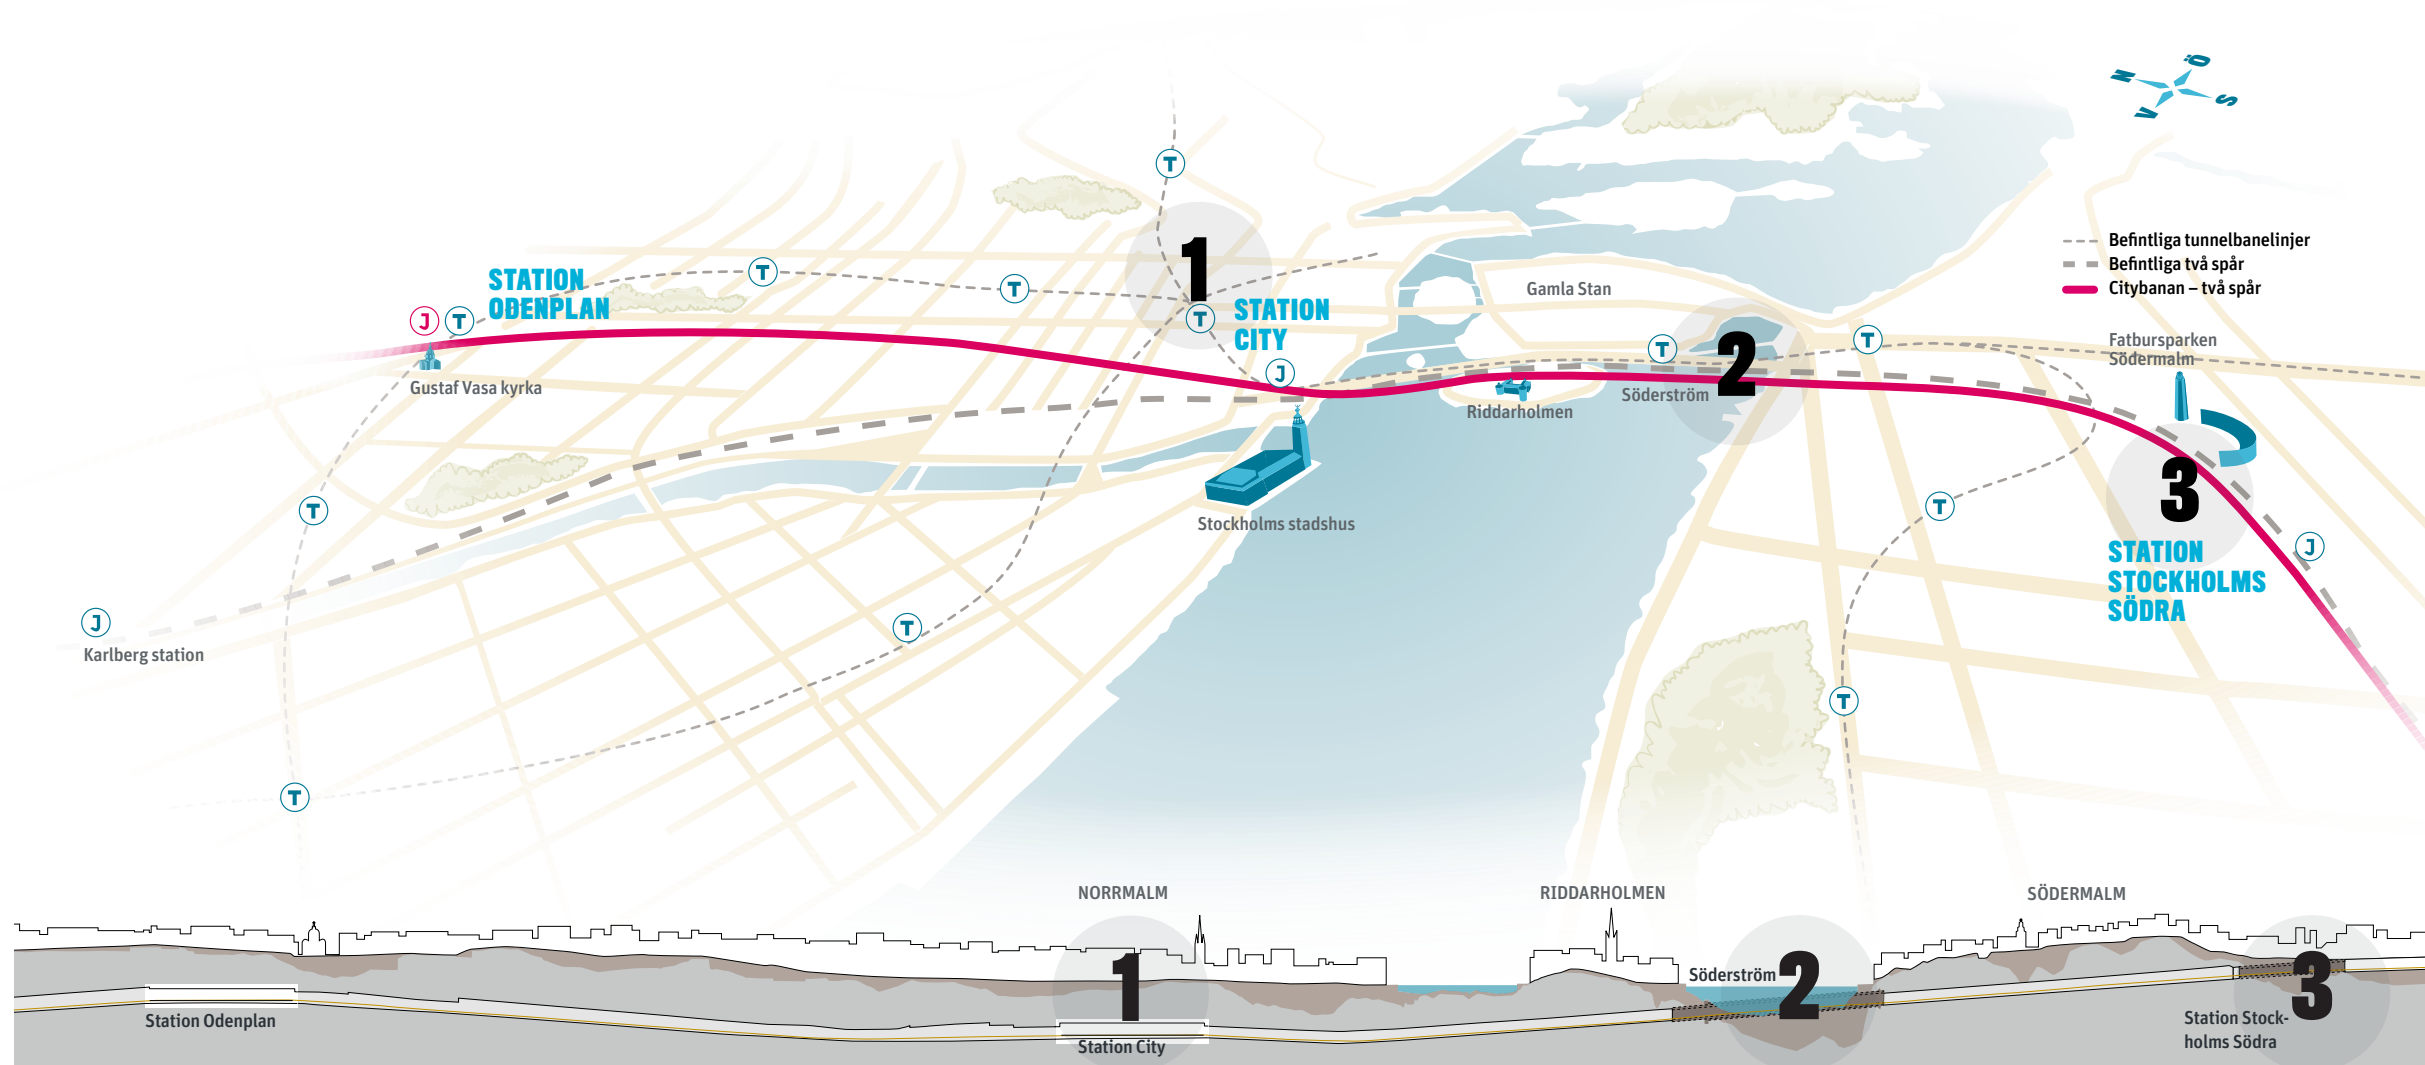 N
Ö
V
S
T
1
STATION
ODENPLAN
T
T
Befintliga tunnelbanelinjer
Befintliga två spår
Citybanan – två spår
Gamla Stan
J
T
T
STATION
CITY
J
T
2
T
Fatbursparken
Södermalm
Gustaf Vasa kyrka
Riddarholmen
Söderström
3
T
T
Stockholms stadshus
J
STATION
STOCKHOLMS
SÖDRA
J
Karlberg station
T
T
T
NORRMALM
RIDDARHOLMEN
SÖDERMALM
1
Söderström
2
3
Station Odenplan
Station City
Station Stock-
holms Södra